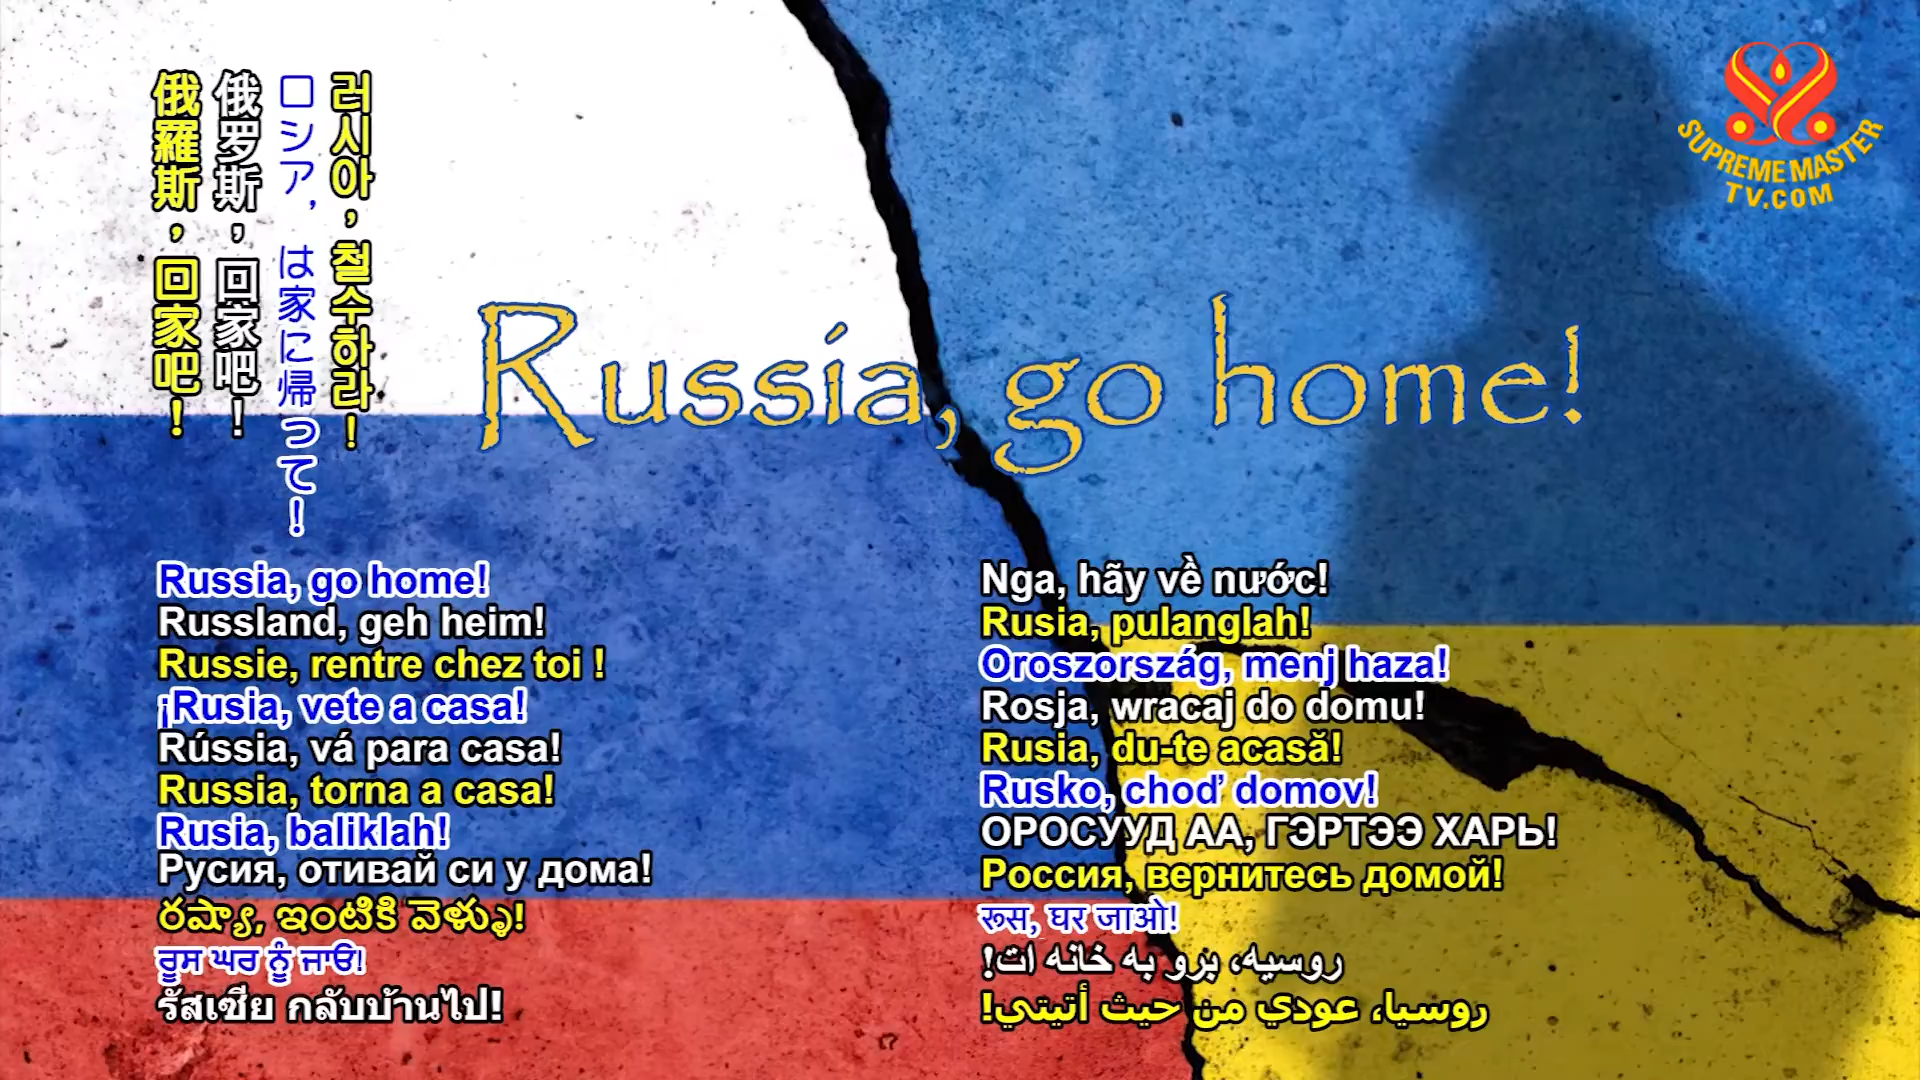 俄羅斯，回家吧！
俄罗斯，回家吧！
ロシア，は家に帰って！
러시아，철수하라！
SUPREME MASTER
TV.COM
Russia, go home!
Russia, go home!
Russland, geh heim!
Russie, rentre chez toi !
¡Rusia, vete a casa!
Rússia, vá para casa!
Russia, torna a casa!
Rusia, baliklah!
Русия, отивай си у дома!
రష్యా, ఇంటికి వెళ్ళు!
ਰੂਸ ਘਰ ਨੂੰ ਜਾਓ!
รัสเซีย กลับบ้านไป!
Nga, hãy về nước!
Rusia, pulanglah!
Oroszország, menj haza!
Rosja, wracaj do domu!
Rusia, du-te acasă!
Rusko, choď domov!
ОРОСУУД АА, ГЭРТЭЭ ХАРЬ!
Россия, вернитесь домой!
रूस, घर जाओ!
روسیه، برو به خانه ات!
روسيا، عودي من حيث أتيتي!